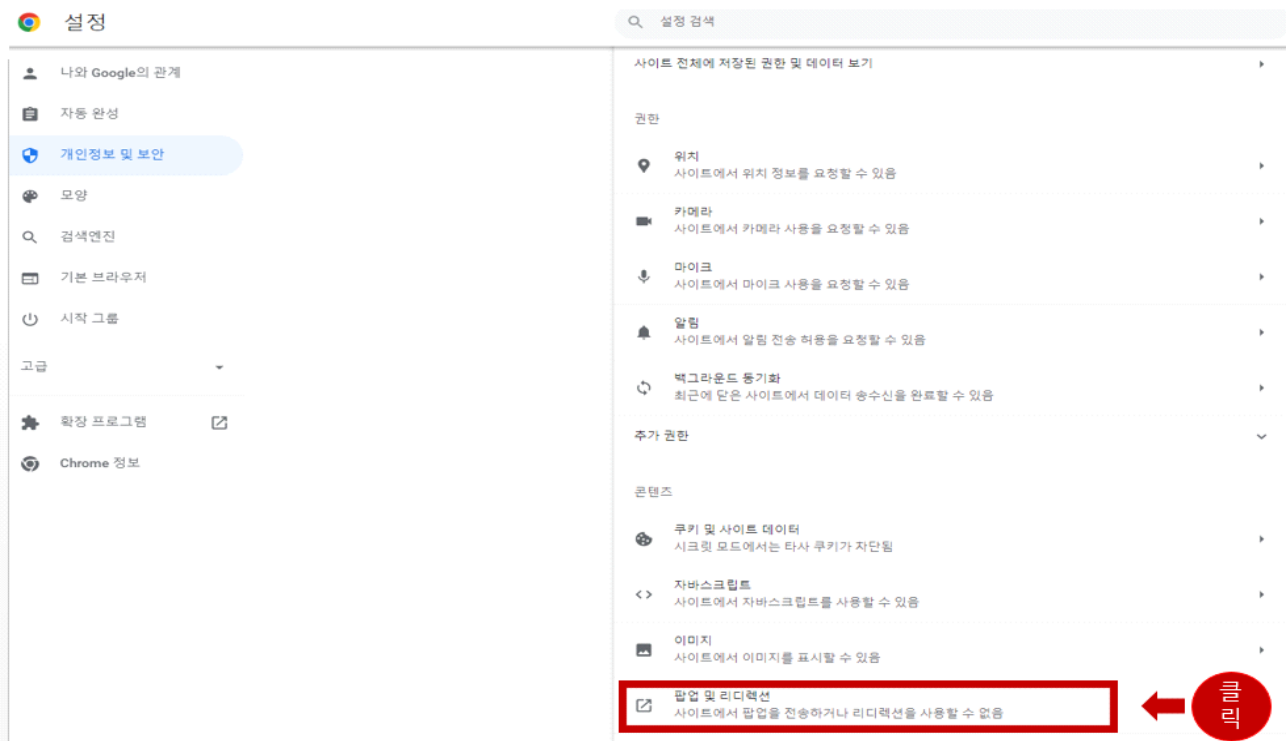 설정
설정 검색
나와 Google의 관계
자동 완성
개인정보 및 보안
모양
검색엔진
기본 브라우저
시작 그룹
고급
확장 프로그램
Chrome 정보
사이트 전체에 저장된 권한 및 데이터 보기
권한
위치
사이트에서 위치 정보를 요청할 수 있음
카메라
사이트에서 카메라 사용을 요청할 수 있음
마이크
사이트에서 마이크 사용을 요청할 수 있음
알림
사이트에서 알림 전송 허용을 요청할 수 있음
백그라운드 동기화
최근에 닫은 사이트에서 데이터 송수신을 완료할 수 있음
추가 권한
콘텐츠
쿠키 및 사이트 데이터
시크릿 모드에서는 타사 쿠키가 차단됨
자바스크립트
사이트에서 자바스크립트를 사용할 수 있음
이미지
사이트에서 이미지를 표시할 수 있음
팝업 및 리디렉션
사이트에서 팝업을 전송하거나 리디렉션을 사용할 수 없음
클
릭